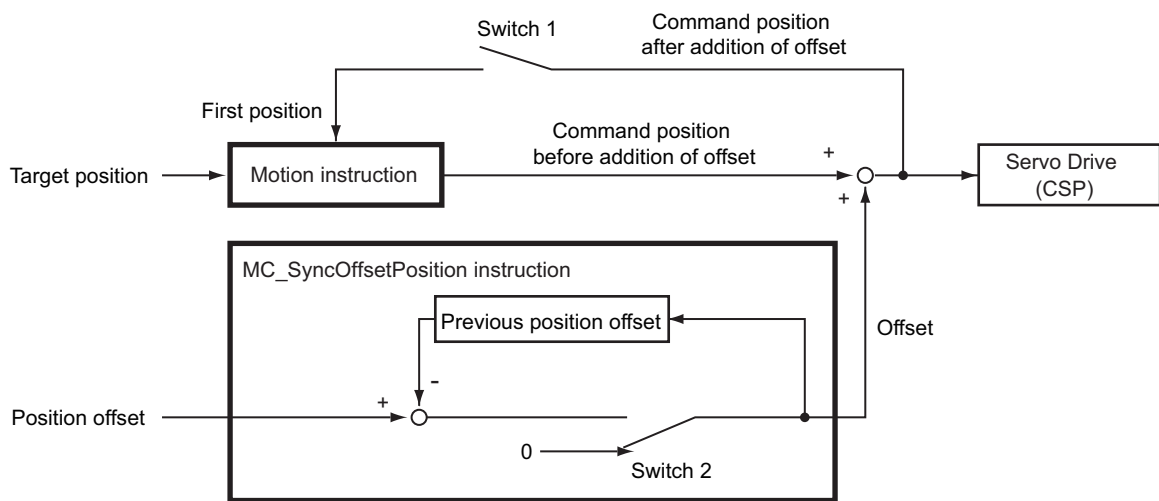 Switch 1
Command position
after addition of offset
First position
Target position
Motion instruction
Command position
before addition of offset
+
+
Servo Drive
(CSP)
MC_SyncOffsetPosition instruction
Previous position offset
Offset
-
Position offset
+
0
Switch 2